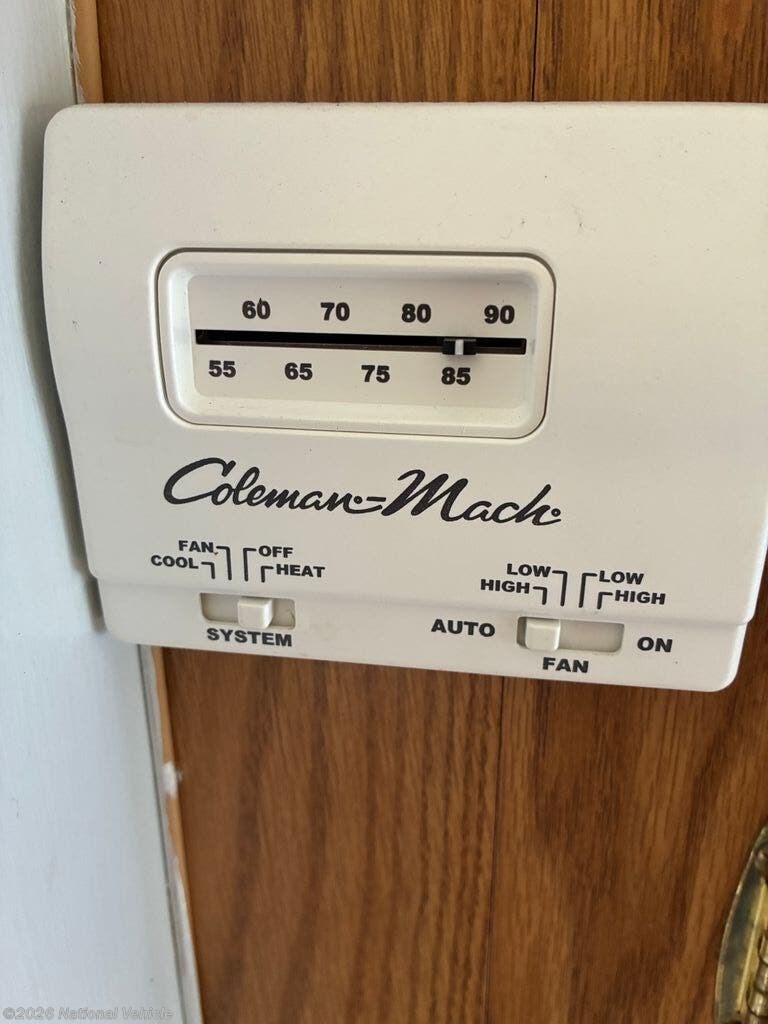 60 70 80 90
55 65 75 85
Coleman-Mach
FAN OFF
COOL HEAT
SYSTEM
LOW LOW
HIGH HIGH
AUTO ON
FAN
©2026 National Vehicle